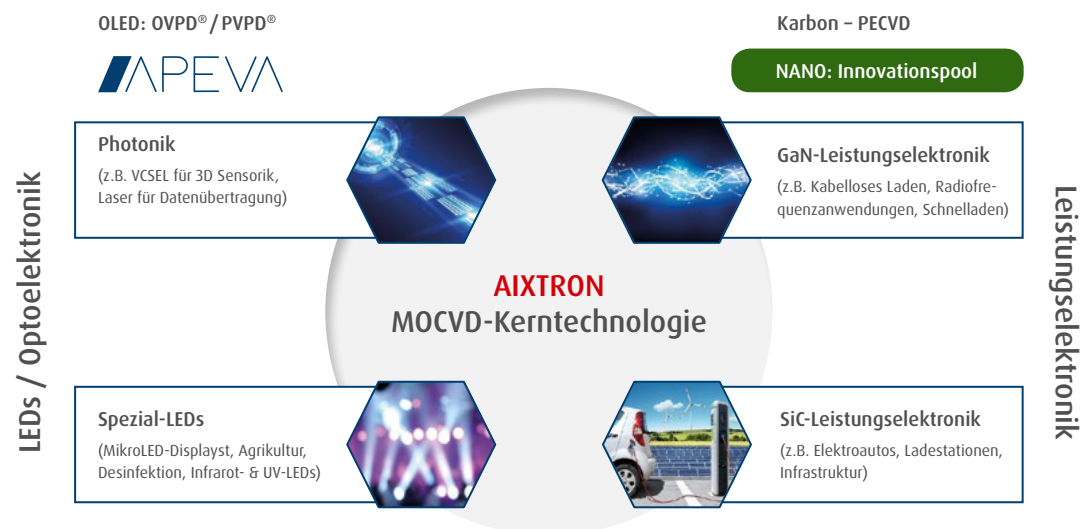 OLED: OVPD® / PVPD®
APEVA
Karbon – PECVD
NANO: Innovationspool
LEDs / Optoelektronik
Photonik
(z.B. VCSEL für 3D Sensorik,
Laser für Datenübertragung)
GaN-Leistungselektronik
(z.B. Kabelloses Laden, Radiofre-
quenzanwendungen, Schnelladen)
Leistungselektronik
AIXTRON
MOCVD-Kerntechnologie
Spezial-LEDs
(MikroLED-Displayst, Agrikultur,
Desinfektion, Infrarot- & UV-LEDs)
SiC-Leistungselektronik
(z.B. Elektroautos, Ladestationen,
Infrastruktur)